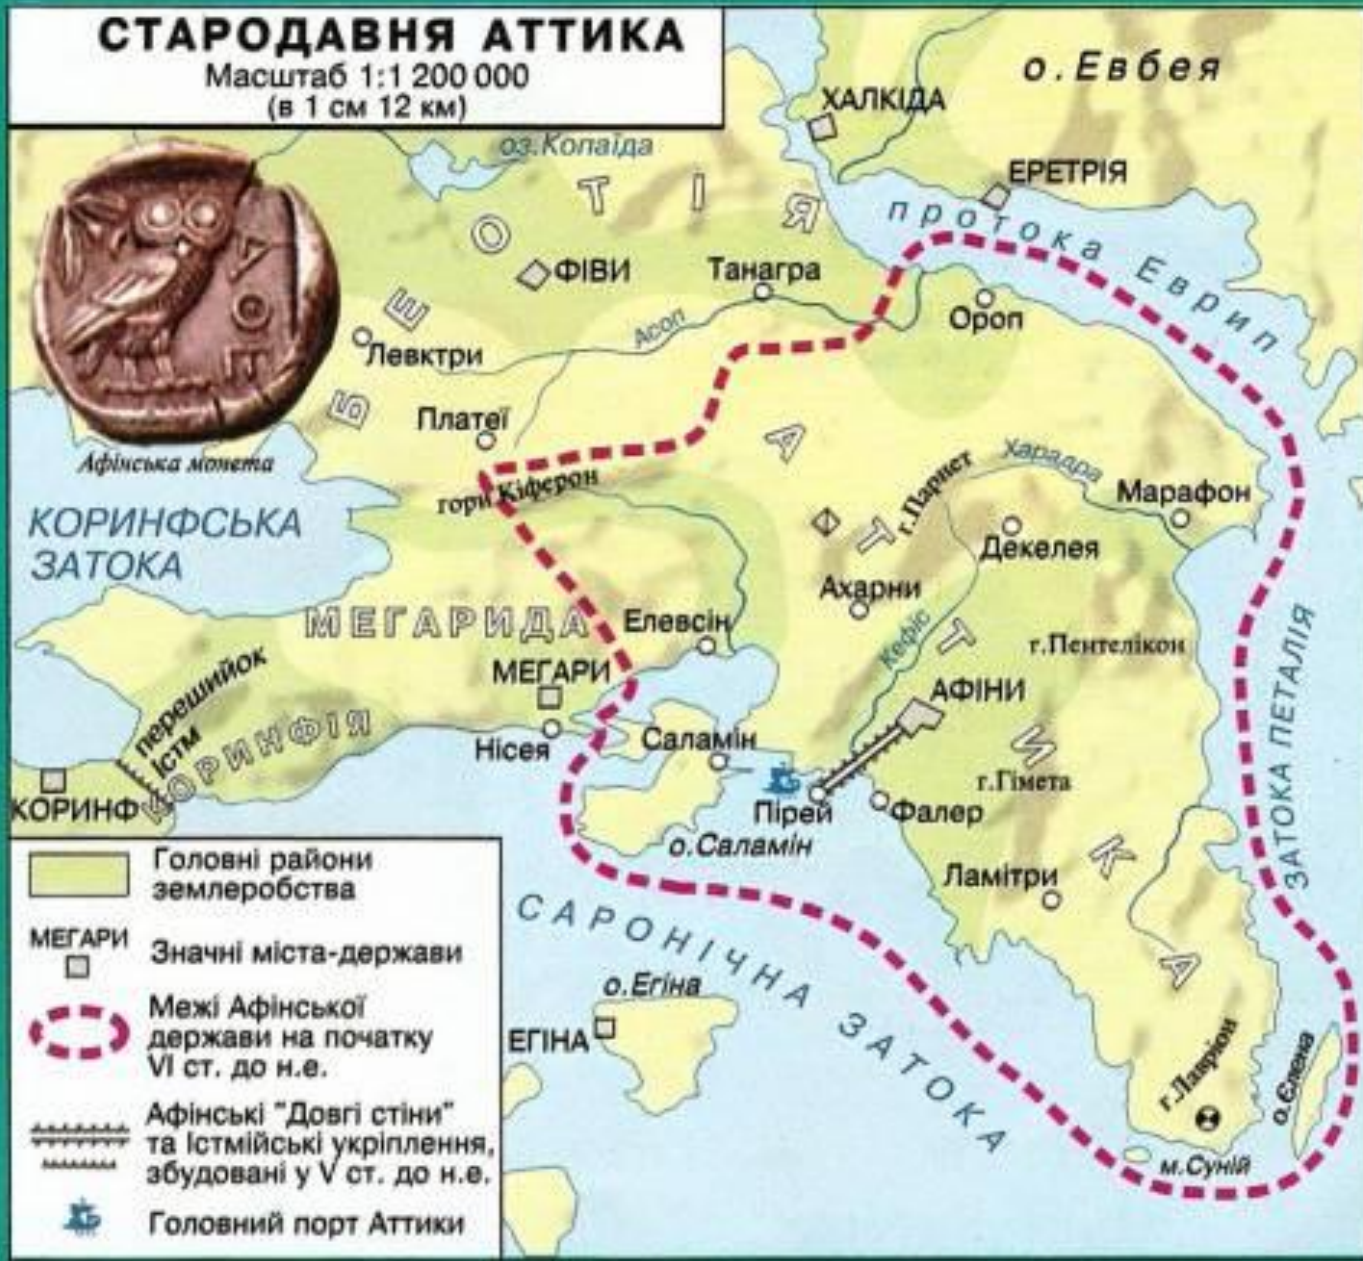 СТАРОДАВНЯ АТТИКА
Масштаб 1:1 200 000
(в 1 см 12 км)
о.Евбея
ХАЛКІДА
оз.Копаїда
ЕРЕТРІЯ
БЕОТІЯ
протока Евріп
ФІВИ
Танагра
Ороп
Асоп
Левктри
Платеї
Афінська монета
гори Кіферон
КОРИНФСЬКА
ЗАТОКА
АТТИКА
г.Парнет
Харадра
Марафон
Декелея
Ахарни
МЕГАРИДА
Елевсін
Кефіс
г.Пентелікон
МЕГАРИ
АФІНИ
перешийок
Істм
КОРИНФІЯ
Нісея
Саламін
ЗАТОКА ПЕТАЛІЯ
КОРИНФ
Пірей
Фалер
г.Гімета
о.Саламін
Ламітри
САРОНІЧНА ЗАТОКА
о.Егіна
ЕГІНА
г.Лавріон
о.Єлена
м.Суній
Головні райони
землеробства
МЕГАРИ
Значні міста-держави
Межі Афінської
держави на початку
VI ст. до н.е.
Афінські "Довгі стіни"
та Істмійські укріплення,
збудовані у V ст. до н.е.
Головний порт Аттики